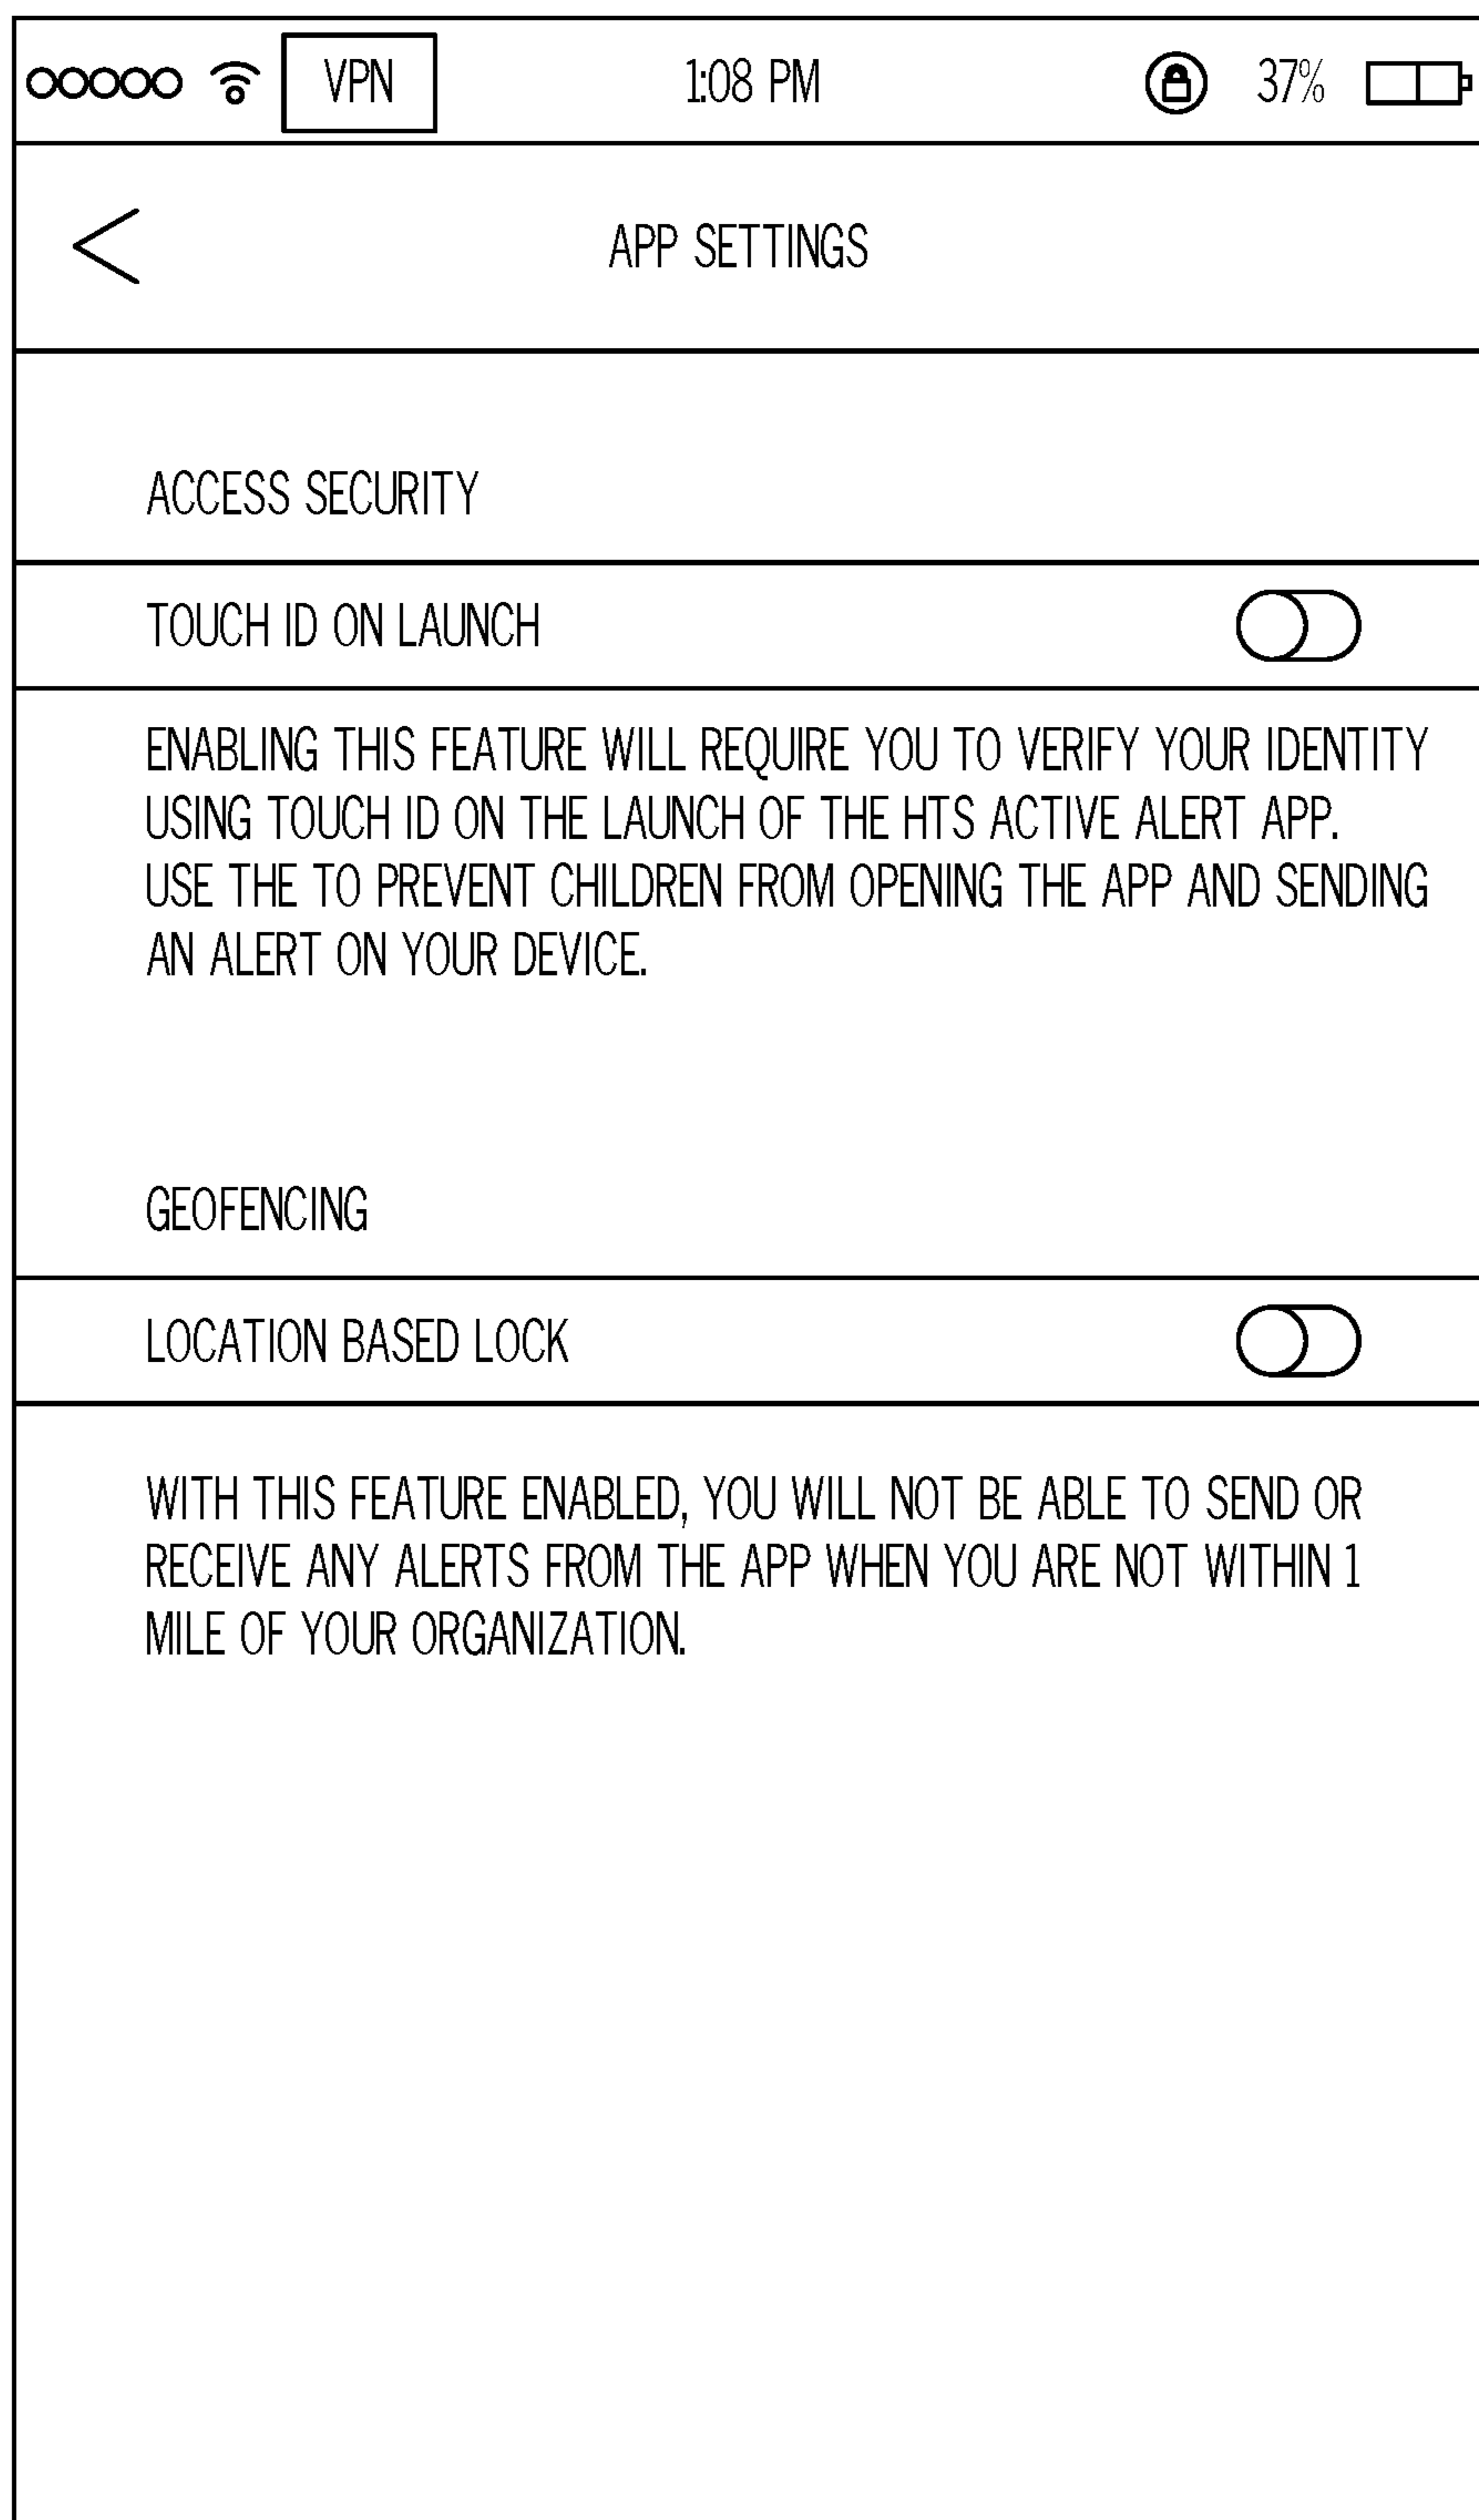 VPN 1:08 PM 37%
APP SETTINGS
ACCESS SECURITY
TOUCH ID ON LAUNCH
ENABLING THIS FEATURE WILL REQUIRE YOU TO VERIFY YOUR IDENTITY
USING TOUCH ID ON THE LAUNCH OF THE HTS ACTIVE ALERT APP.
USE THE TO PREVENT CHILDREN FROM OPENING THE APP AND SENDING
AN ALERT ON YOUR DEVICE.
GEOFENCING
LOCATION BASED LOCK
WITH THIS FEATURE ENABLED, YOU WILL NOT BE ABLE TO SEND OR
RECEIVE ANY ALERTS FROM THE APP WHEN YOU ARE NOT WITHIN 1
MILE OF YOUR ORGANIZATION.